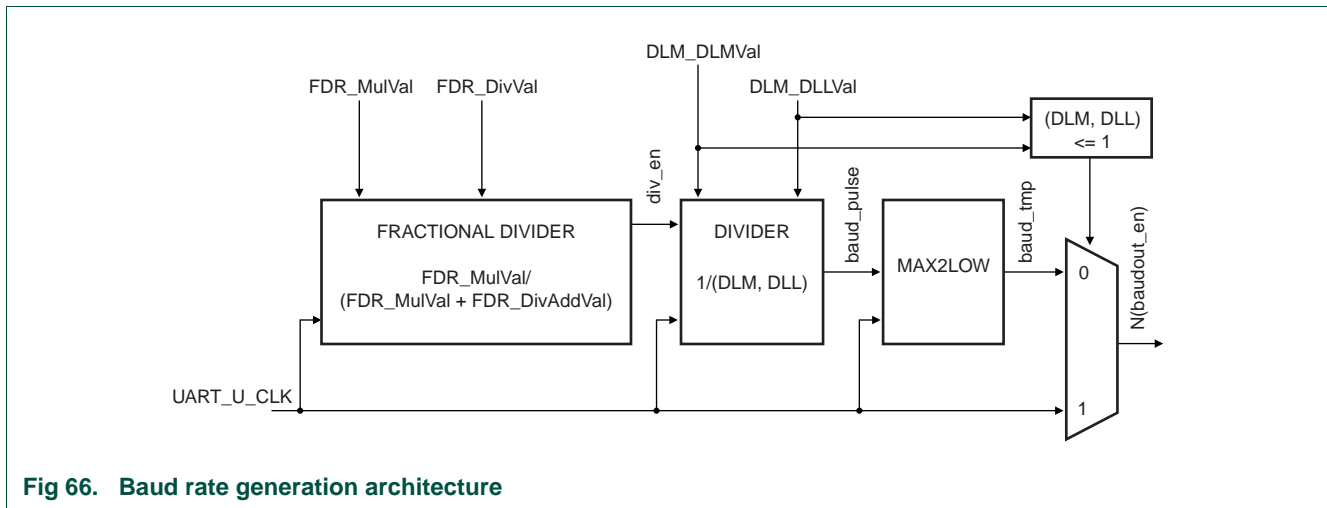 DLM_DLMVal
FDR_MulVal
FDR_DivVal
DLM_DLLVal
(DLM, DLL)
<= 1
div_en
baud_pulse
baud_tmp
N(baudout_en)
FRACTIONAL DIVIDER
FDR_MulVal/
(FDR_MulVal + FDR_DivAddVal)
DIVIDER
1/(DLM, DLL)
MAX2LOW
0
UART_U_CLK
1
Fig 66. Baud rate generation architecture